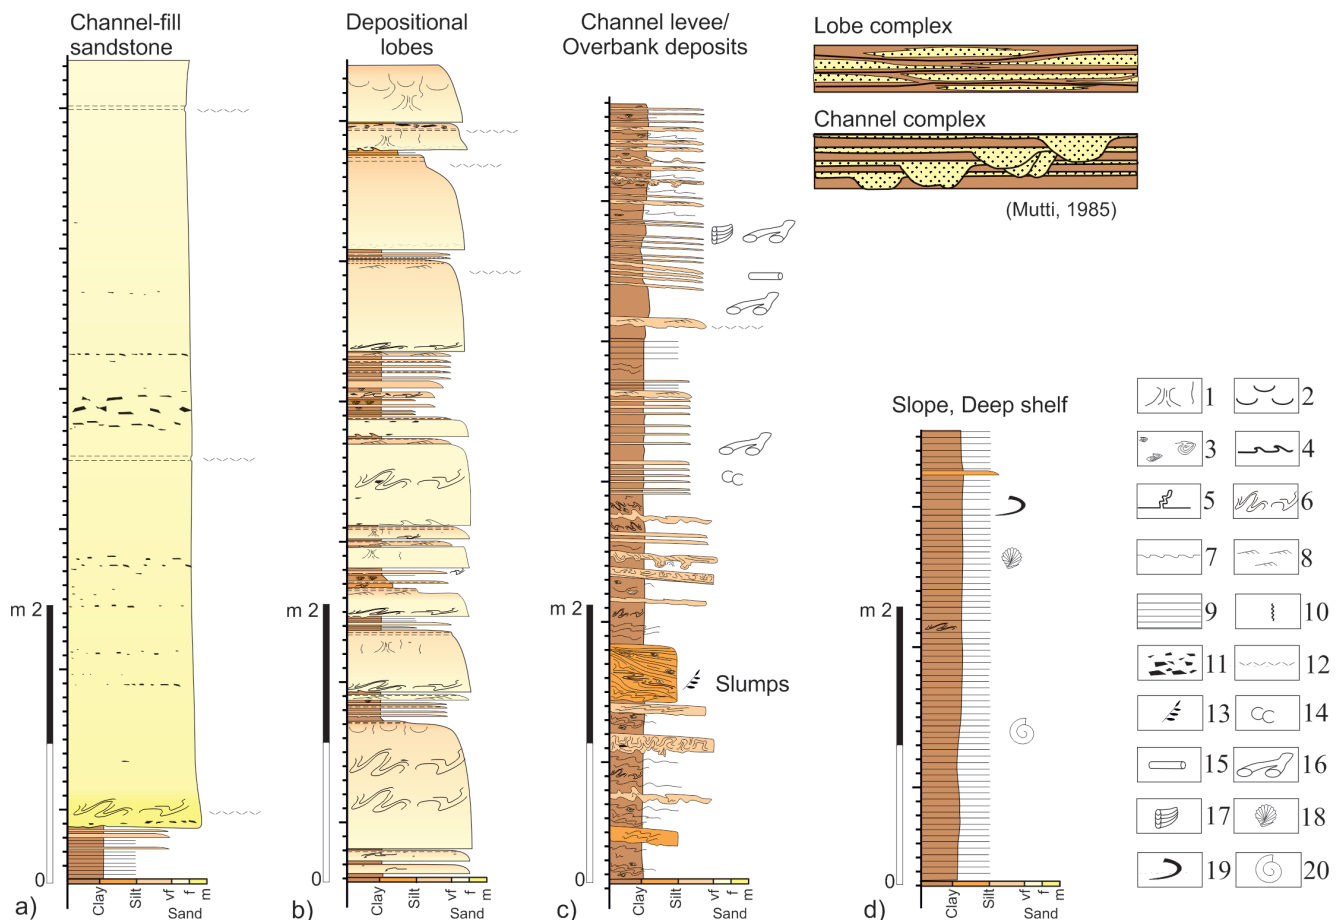 Channel-fill
sandstone
Depositional
lobes
Channel levee/
Overbank deposits
Lobe complex
Channel complex
(Mutti, 1985)
Slope, Deep shelf
Slumps
m 2
0
Clay
Silt
vf
f
m
Sand
a)
m 2
0
Clay
Silt
vf
f
m
Sand
b)
m 2
0
Clay
Silt
vf
f
m
Sand
c)
m 2
0
Clay
Silt
vf
f
m
Sand
d)
1 2
3 4
5 6
7 8
9 10
11 12
13 14
15 16
17 18
19 20